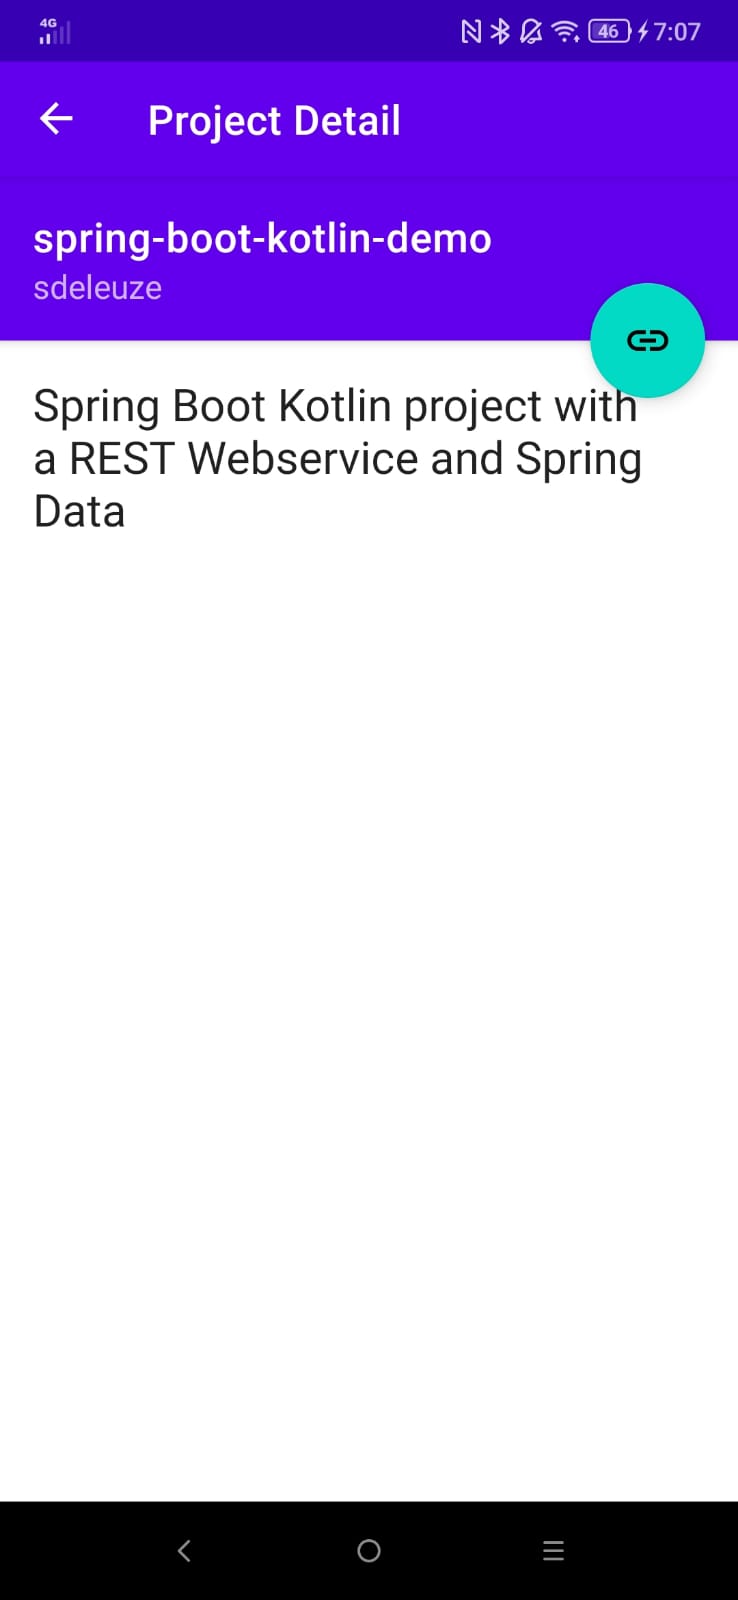 4G
46 7:07
Project Detail
spring-boot-kotlin-demo
sdeleuze
Spring Boot Kotlin project with
a REST Webservice and Spring
Data